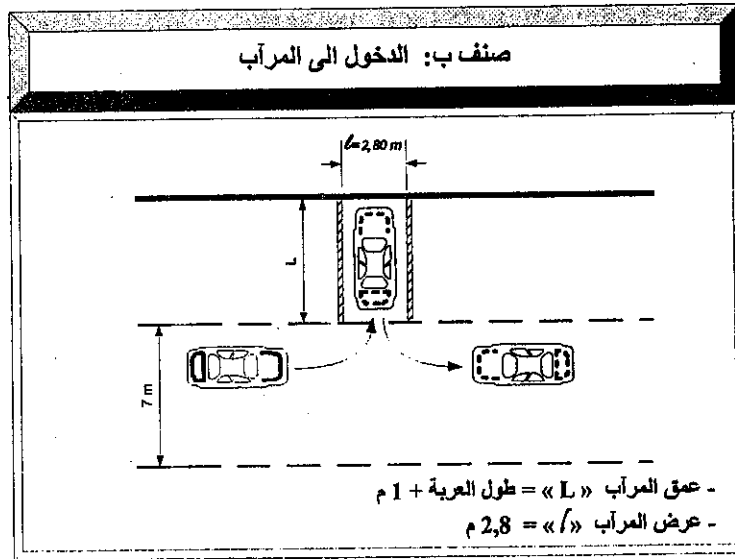 صنف ب: الدخول الى المرآب
ℓ=2,80 m
L
7 m
- عمق المرآب « L » = طول العربة + 1 م
- عرض المرآب «ℓ» = 2,8 م